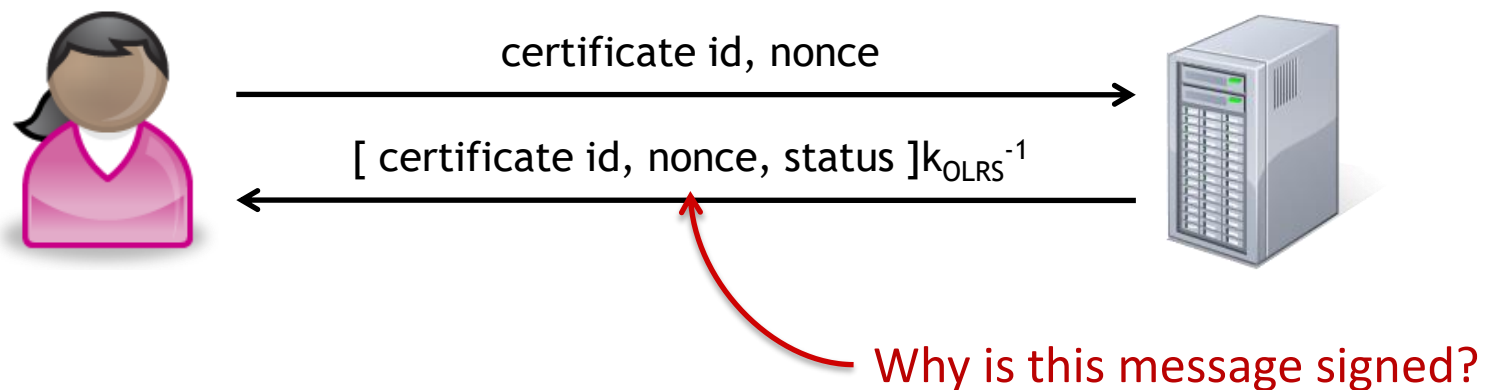 certificate id, nonce
[ certificate id, nonce, status ]kOLRS-1
Why is this message signed?